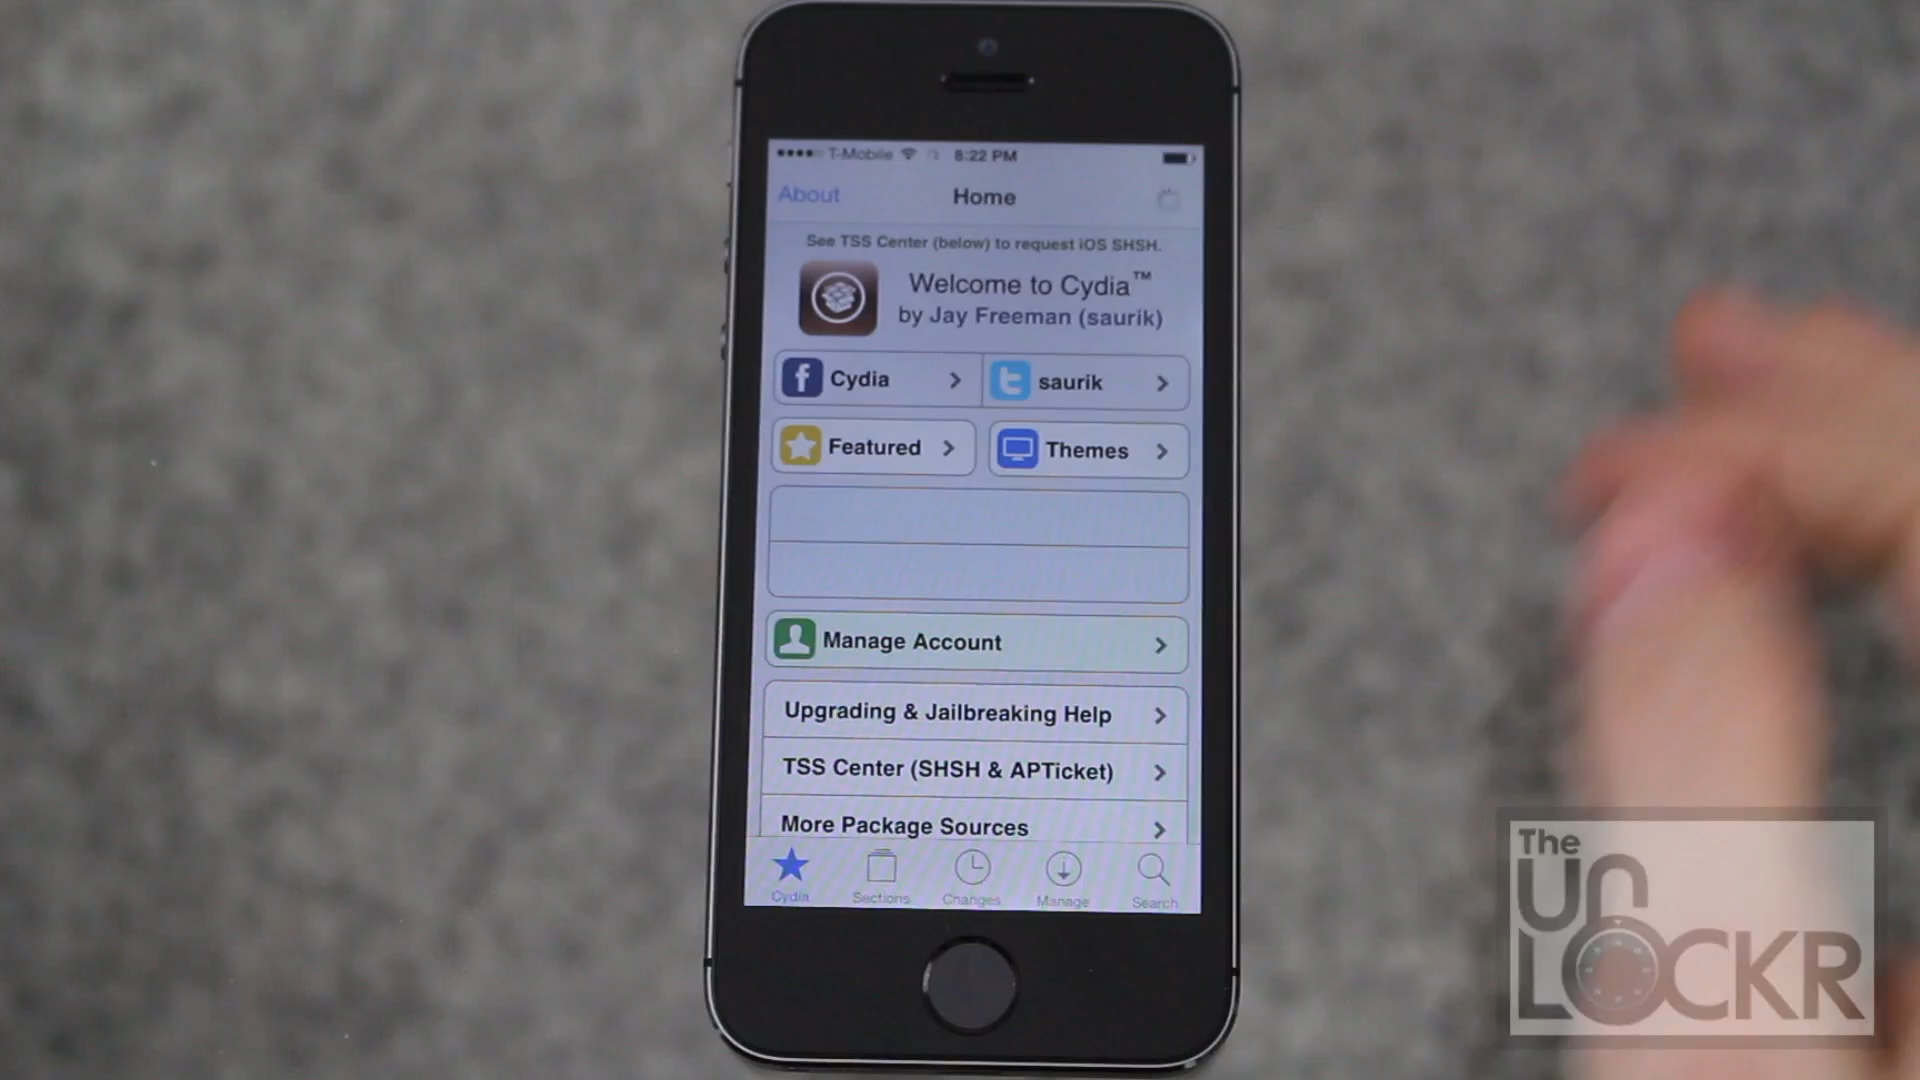 T-Mobile 8:22 PM
About Home
See TSS Center (below) to request iOS SHSH.
Welcome to Cydia™
by Jay Freeman (saurik)
Cydia saurik
Featured Themes
Manage Account
Upgrading & Jailbreaking Help
TSS Center (SHSH & APTicket)
More Package Sources
Cydia Sections Changes Manage Search
The
UN
LOCKR